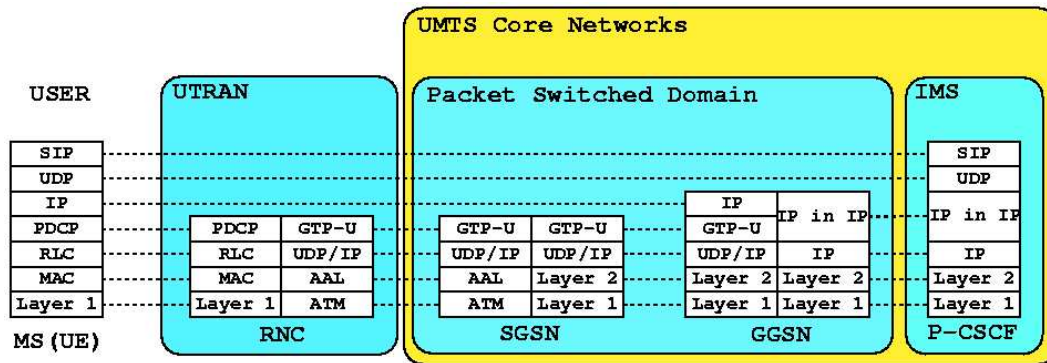 UMTS Core Networks
USER
UTRAN
Packet Switched Domain
IMS
SIP
SIP
UDP
UDP
IP
IP
IP in IP
IP in IP
PDCP
PDCP
GTP-U
GTP-U
GTP-U
GTP-U
RLC
RLC
UDP/IP
UDP/IP
UDP/IP
UDP/IP
IP
IP
MAC
MAC
AAL
AAL
Layer 2
Layer 2
Layer 2
Layer 2
Layer 1
Layer 1
ATM
ATM
Layer 1
Layer 1
Layer 1
Layer 1
MS(UE)
RNC
SGSN
GGSN
P-CSCF